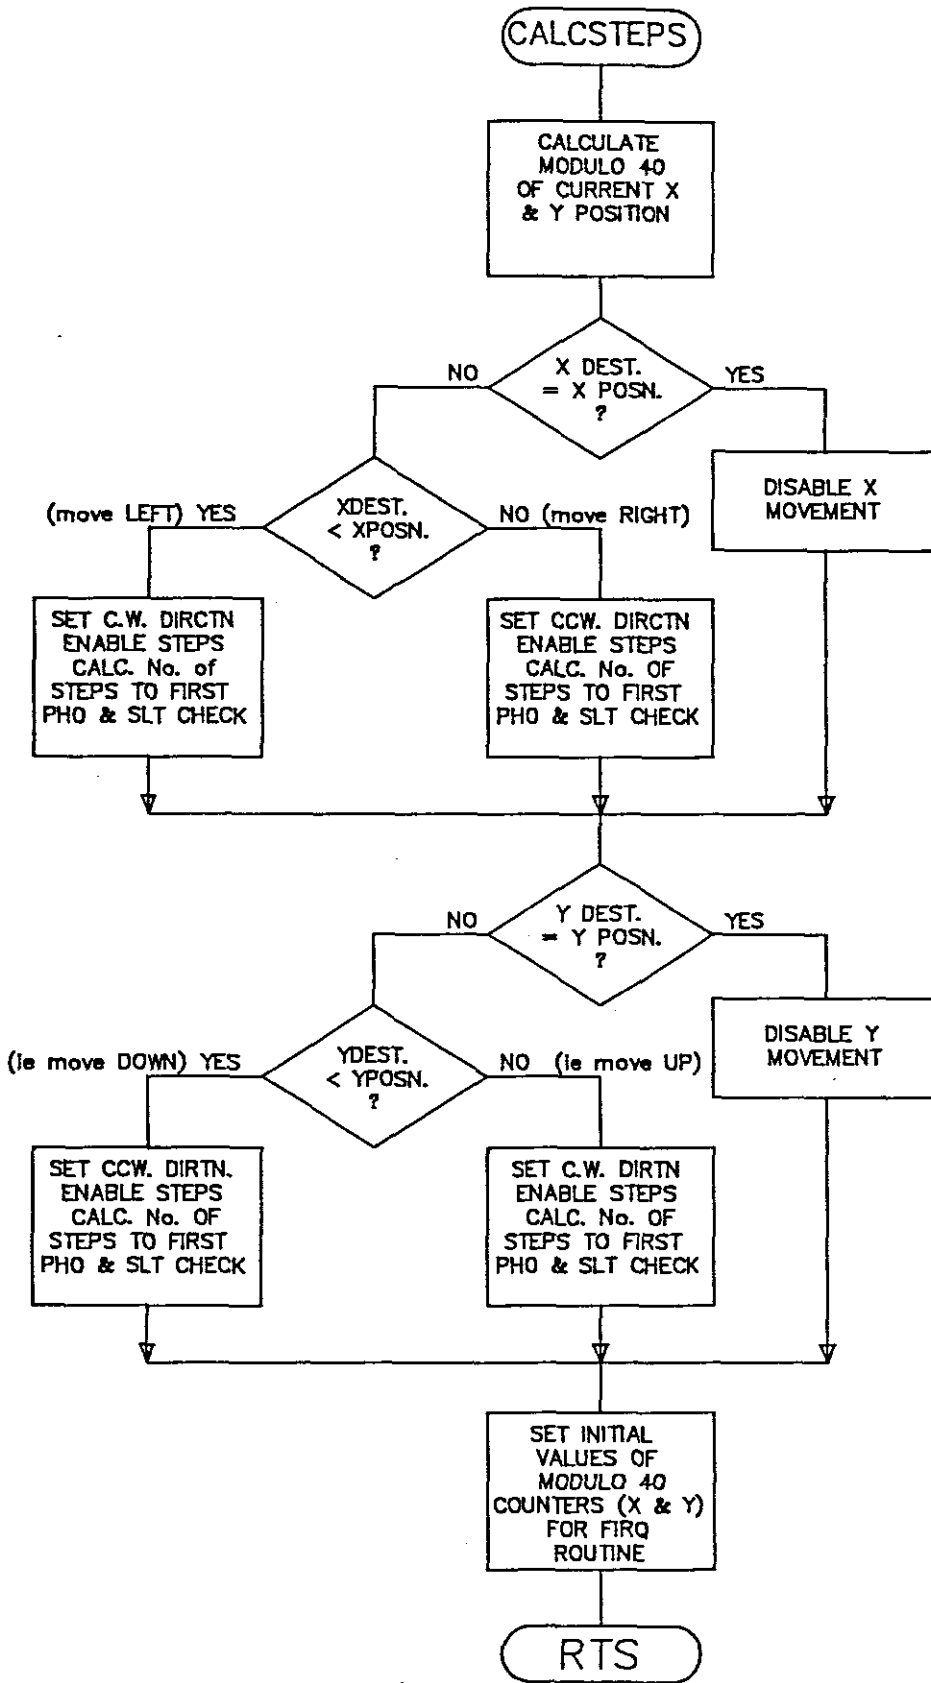 CALCSTEPS
CALCULATE
MODULO 40
OF CURRENT X
& Y POSITION
X DEST.
= X POSN.
?
NO
YES
DISABLE X
MOVEMENT
XDEST.
< XPOSN.
?
(move LEFT) YES
NO (move RIGHT)
SET C.W. DIRCTN
ENABLE STEPS
CALC. No. of
STEPS TO FIRST
PHO & SLT CHECK
SET CCW. DIRCTN
ENABLE STEPS
CALC. No. OF
STEPS TO FIRST
PHO & SLT CHECK
Y DEST.
= Y POSN.
?
NO
YES
DISABLE Y
MOVEMENT
YDEST.
< YPOSN.
?
(ie move DOWN) YES
NO (ie move UP)
SET CCW. DIRTN.
ENABLE STEPS
CALC. No. OF
STEPS TO FIRST
PHO & SLT CHECK
SET C.W. DIRTN
ENABLE STEPS
CALC. No. OF
STEPS TO FIRST
PHO & SLT CHECK
SET INITIAL
VALUES OF
MODULO 40
COUNTERS (X & Y)
FOR FIRQ
ROUTINE
RTS